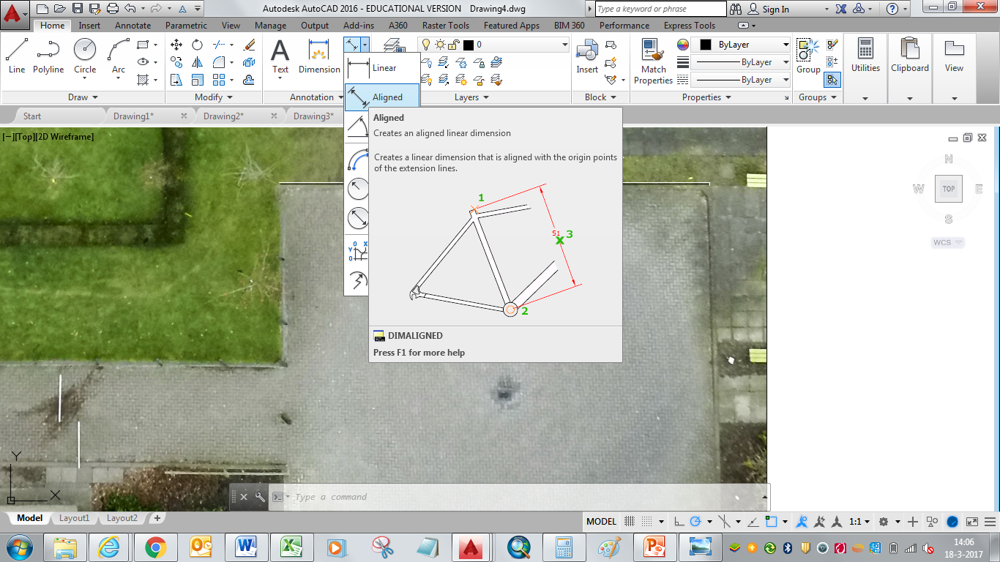 Autodesk AutoCAD 2016 - EDUCATIONAL VERSION Drawing4.dwg
Type a keyword or phrase
Sign In
Home Insert Annotate Parametric View Manage Output Add-ins A360 Raster Tools Featured Apps BIM 360 Performance Express Tools
Line Polyline Circle Arc
Text Dimension
Linear
0
Insert
Match
Properties
ByLayer
ByLayer
ByLayer
Group
Utilities
Clipboard
View
Draw Modify Annotation Aligned Layers Block Properties Groups
Start Drawing1* Drawing2* Drawing3*
Aligned
Creates an aligned linear dimension
Creates a linear dimension that is aligned with the origin points
of the extension lines.
1
51
3
2
DIMALIGNED
Press F1 for more help
[−][Top][2D Wireframe]
N
W TOP E
S
WCS
0 X
Y
0
Y
X
Type a command
Model Layout1 Layout2 +
MODEL
1:1
14:06
18-3-2017